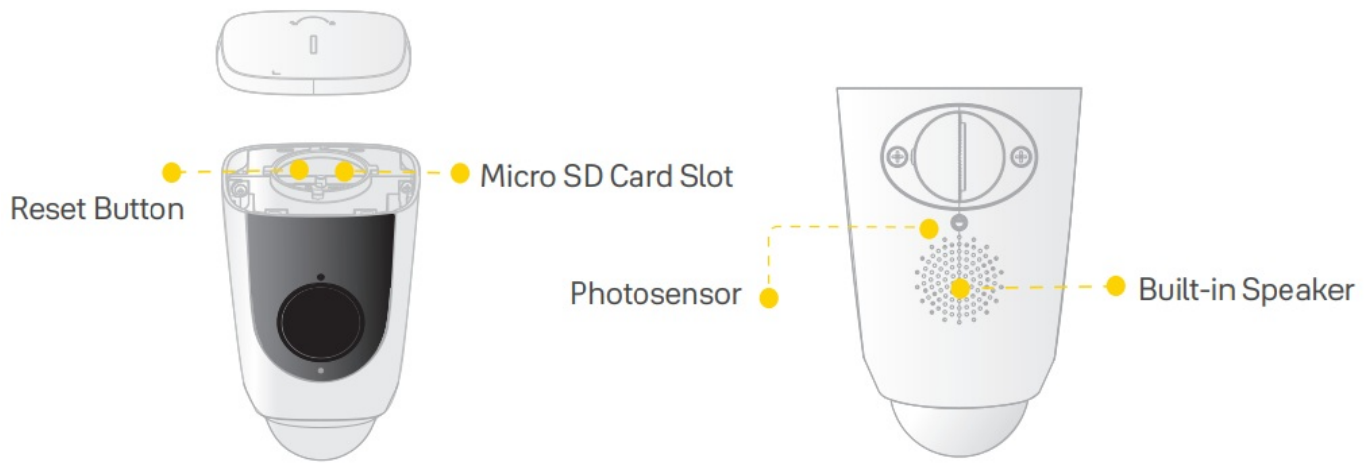 Reset Button
Micro SD Card Slot
Photosensor
Built-in Speaker